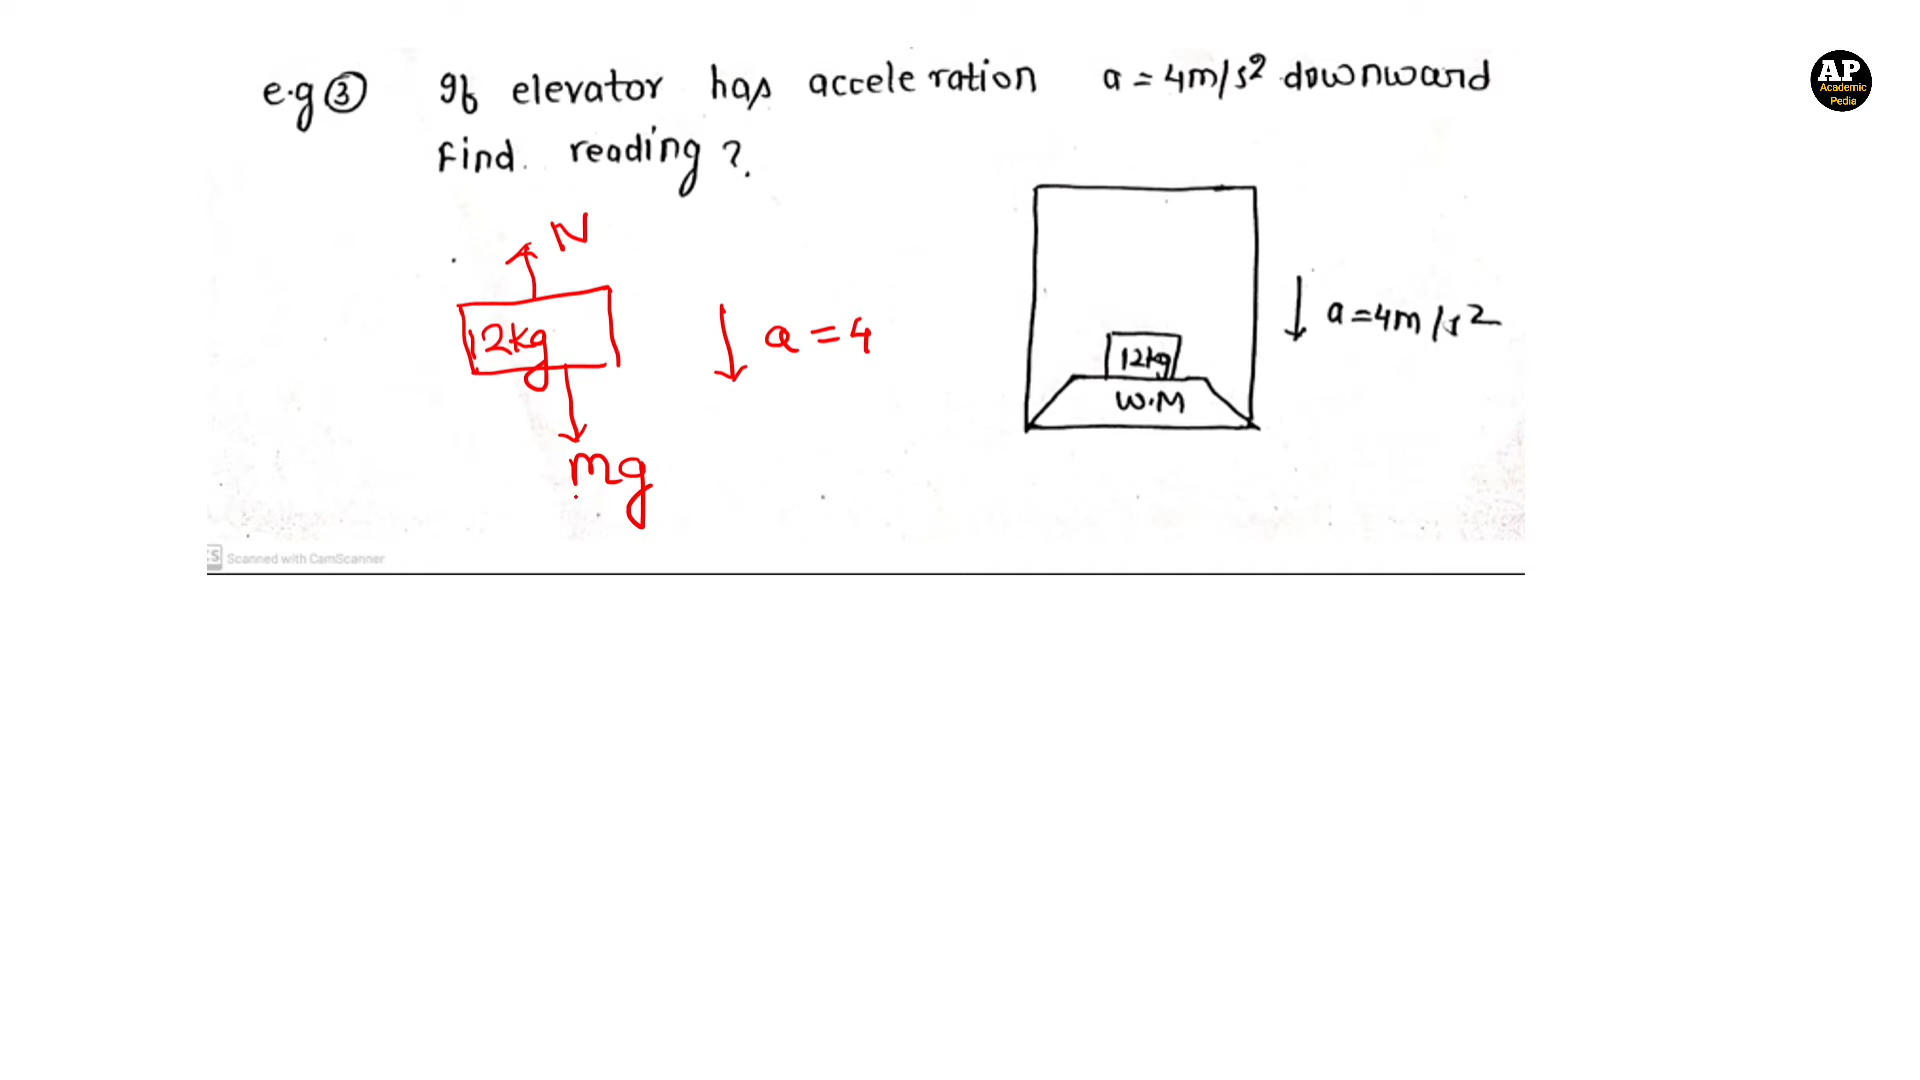 e.g ③ If elevator has acceleration a = 4m/s² downward
Find reading ?
N
12kg
a = 4
mg
a = 4m/s²
12kg
W.M
CS Scanned with CamScanner
AP
Academic
Pedia